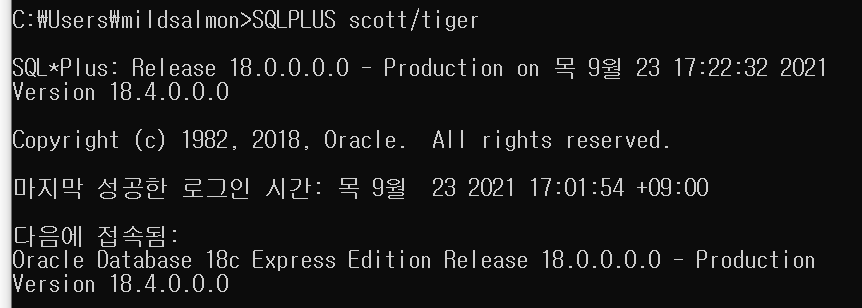 C:₩Users₩mildsalmon>SQLPLUS scott/tiger
SQL*Plus: Release 18.0.0.0.0 - Production on 목 9월 23 17:22:32 2021
Version 18.4.0.0.0
Copyright (c) 1982, 2018, Oracle.  All rights reserved.
마지막 성공한 로그인 시간: 목 9월  23 2021 17:01:54 +09:00
다음에 접속됨:
Oracle Database 18c Express Edition Release 18.0.0.0.0 - Production
Version 18.4.0.0.0